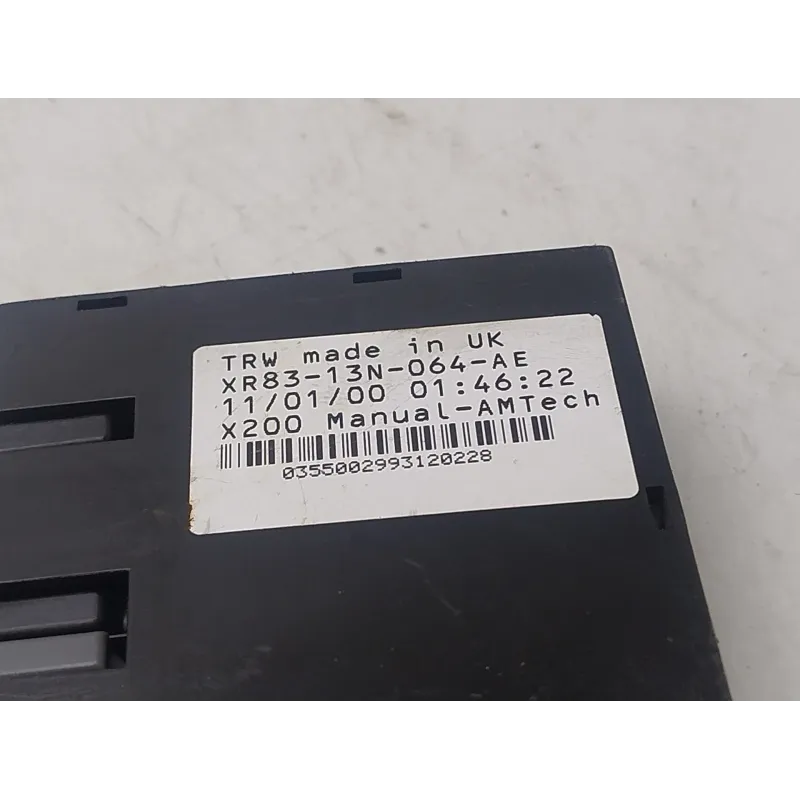 TRW made in UK
XR83-13N-064-AE
11/01/00 01:46:22
X200 Manual-AMTech
0355002993120228